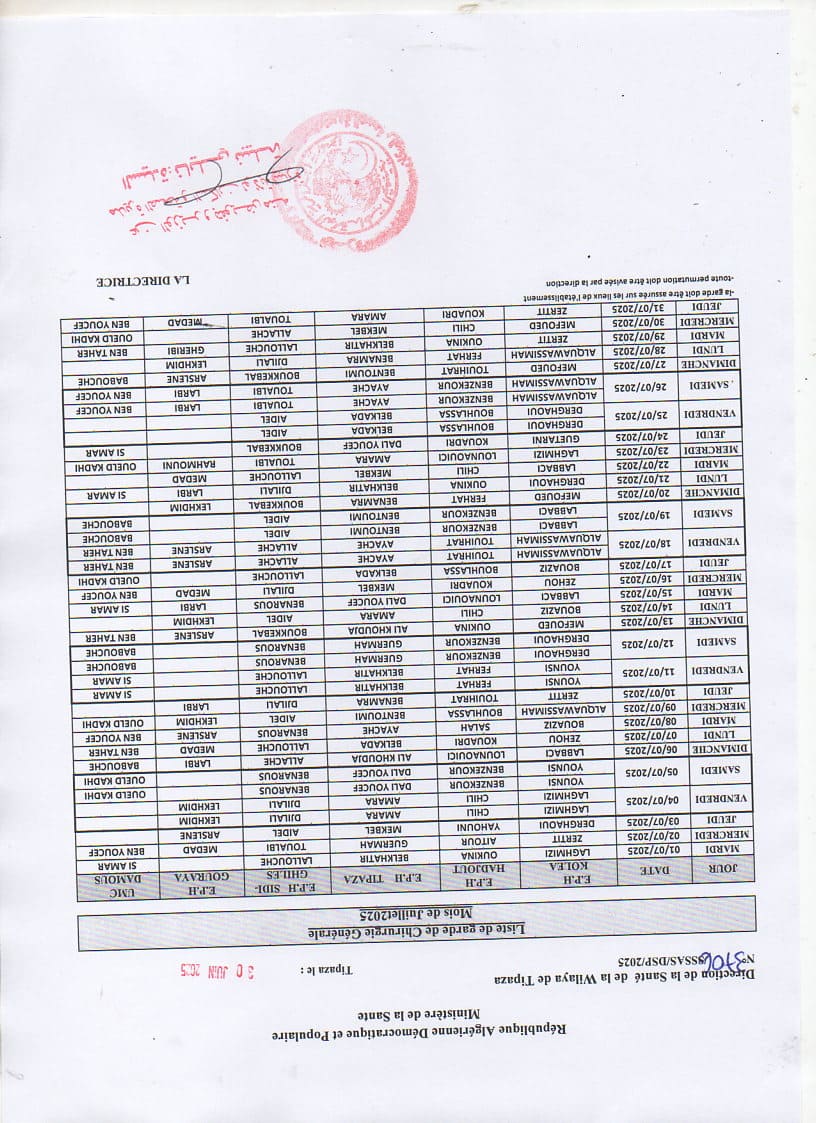 République Algérienne Démocratique et Populaire
Ministère de la Sante
Direction de la Santé de la Wilaya de Tipaza
N°3706/SSAS/DSP/2025 Tipaza le : 30 JUIN 2025
Liste de garde de Chirurgie Générale
Mois de Juillet2025
JOUR DATE E.P.H KOLEA E.P.H HADJOUT E.P.H TIPAZA E.P.H SIDI-GHILES E.P.H GOURAYA UMC DAMOUS
MARDI 01/07/2025 LAGHMIZI OUKINA BELKHATIR LALLOUCHE SI AMAR
MERCREDI 02/07/2025 ZERTIT AITOUR GUERMAH TOUALBI MEDAD BEN YOUCEF
JEUDI 03/07/2025 DERGHAOUI YAHOUNI MEKBEL AIDEL ARSLENE
VENDREDI 04/07/2025 LAGHMIZI CHILI AMARA DJILALI LEKHDIM
LAGHMIZI CHILI AMARA DJILALI LEKHDIM
SAMEDI 05/07/2025 YOUNSI BENZEKOUR DALI YOUCEF BENAROUS OUELD KADHI
YOUNSI BENZEKOUR DALI YOUCEF BENAROUS OUELD KADHI
DIMANCHE 06/07/2025 LABBACI LOUNAOUICI ALI KHOUDJA ALLACHE LARBI BABOUCHE
LUNDI 07/07/2025 ZEHOU KOUADRI BELKADA LALLOUCHE MEDAD BEN TAHER
MARDI 08/07/2025 BOUAZIZ SALAH AYACHE BENAROUS ARSLENE BEN YOUCEF
MERCREDI 09/07/2025 ALQUAWASSIMAH BOUHLASSA BENTOUMI AIDEL LEKHDIM OUELD KADHI
JEUDI 10/07/2025 ZERTIT TOUIHRAT BENAMRA DJILALI LARBI
VENDREDI 11/07/2025 YOUNSI FERHAT BELKHATIR LALLOUCHE SI AMAR
YOUNSI FERHAT BELKHATIR LALLOUCHE SI AMAR
SAMEDI 12/07/2025 DERGHAOUI BENZEKOUR GUERMAH BENAROUS BABOUCHE
DERGHAOUI BENZEKOUR GUERMAH BENAROUS BABOUCHE
DIMANCHE 13/07/2025 MEFOUED OUKINA ALI KHOUDJA BOUKKEBAL ARSLENE BEN TAHER
LUNDI 14/07/2025 BOUAZIZ CHILI AMARA AIDEL LEKHDIM
MARDI 15/07/2025 LABBACI LOUNAOUICI DALI YOUCEF BENAROUS LARBI SI AMAR
MERCREDI 16/07/2025 ZEHOU KOUADRI MEKBEL DJILALI MEDAD BEN YOUCEF
JEUDI 17/07/2025 BOUAZIZ BOUHLASSA BELKADA LALLOUCHE OUELD KADHI
VENDREDI 18/07/2025 ALQUAWASSIMAH TOUIHRAT AYACHE ALLACHE ARSLENE BEN TAHER
ALQUAWASSIMAH TOUIHRAT AYACHE ALLACHE ARSLENE BEN TAHER
SAMEDI 19/07/2025 LABBACI BENZEKOUR BENTOUMI AIDEL BABOUCHE
LABBACI BENZEKOUR BENTOUMI AIDEL BABOUCHE
DIMANCHE 20/07/2025 MEFOUED FERHAT BENAMRA BOUKKEBAL LEKHDIM
LUNDI 21/07/2025 DERGHAOUI OUKINA BELKHATIR DJILALI LARBI SI AMAR
MARDI 22/07/2025 LABBACI CHILI MEKBEL LALLOUCHE MEDAD
MERCREDI 23/07/2025 LAGHMIZI LOUNAOUICI AMARA TOUALBI RAHMOUNI OUELD KADHI
JEUDI 24/07/2025 GUETARNI KOUADRI DALI YOUCEF BOUKKEBAL SI AMAR
VENDREDI 25/07/2025 DERGHAOUI BOUHLASSA BELKADA AIDEL
DERGHAOUI BOUHLASSA BELKADA AIDEL
. SAMEDI 26/07/2025 ALQUAWASSIMAH BENZEKOUR AYACHE TOUALBI LARBI BEN YOUCEF
ALQUAWASSIMAH BENZEKOUR AYACHE TOUALBI LARBI BEN YOUCEF
DIMANCHE 27/07/2025 MEFOUED TOUIHRAT BENTOUMI BOUKKEBAL ARSLENE BABOUCHE
LUNDI 28/07/2025 ALQUAWASSIMAH FERHAT BENAMRA DJILALI LEKHDIM
MARDI 29/07/2025 ZERTIT OUKINA BELKHATIR LALLOUCHE GHERIBI BEN TAHER
MERCREDI 30/07/2025 MEFOUED CHILI MEKBEL ALLACHE OUELD KADHI
JEUDI 31/07/2025 ZERTIT KOUADRI AMARA TOUALBI MEDAD BEN YOUCEF
-la garde doit être assurée sur les lieux de l'établissement
-toute permutation doit être avisée par la direction
LA DIRECTRICE
عن الوزير و بتفويض منه
مديرة الصحة و السكان لولاية
السيدة: نايلي نبيلة